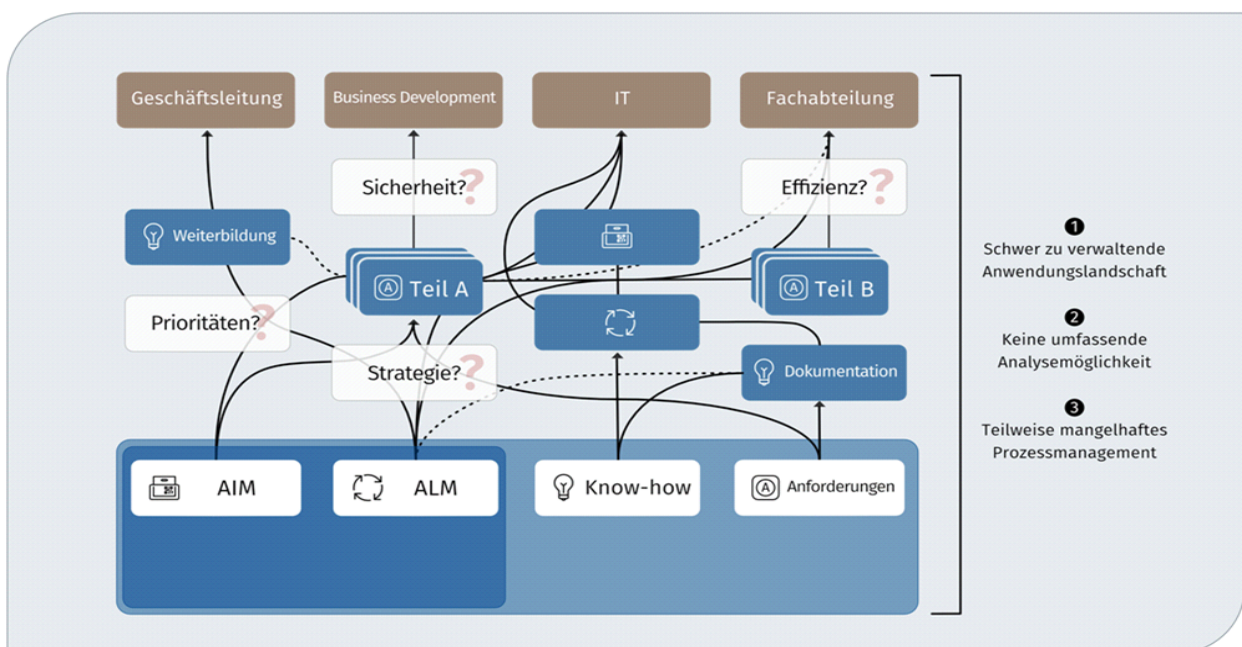 Geschäftsleitung
Business Development
IT
Fachabteilung
Sicherheit?
?
Effizienz?
?
Weiterbildung
A Teil A
A Teil B
Prioritäten?
?
Strategie?
?
Dokumentation
AIM
ALM
Know-how
A Anforderungen
1
Schwer zu verwaltende
Anwendungslandschaft
2
Keine umfassende
Analysemöglichkeit
3
Teilweise mangelhaftes
Prozessmanagement